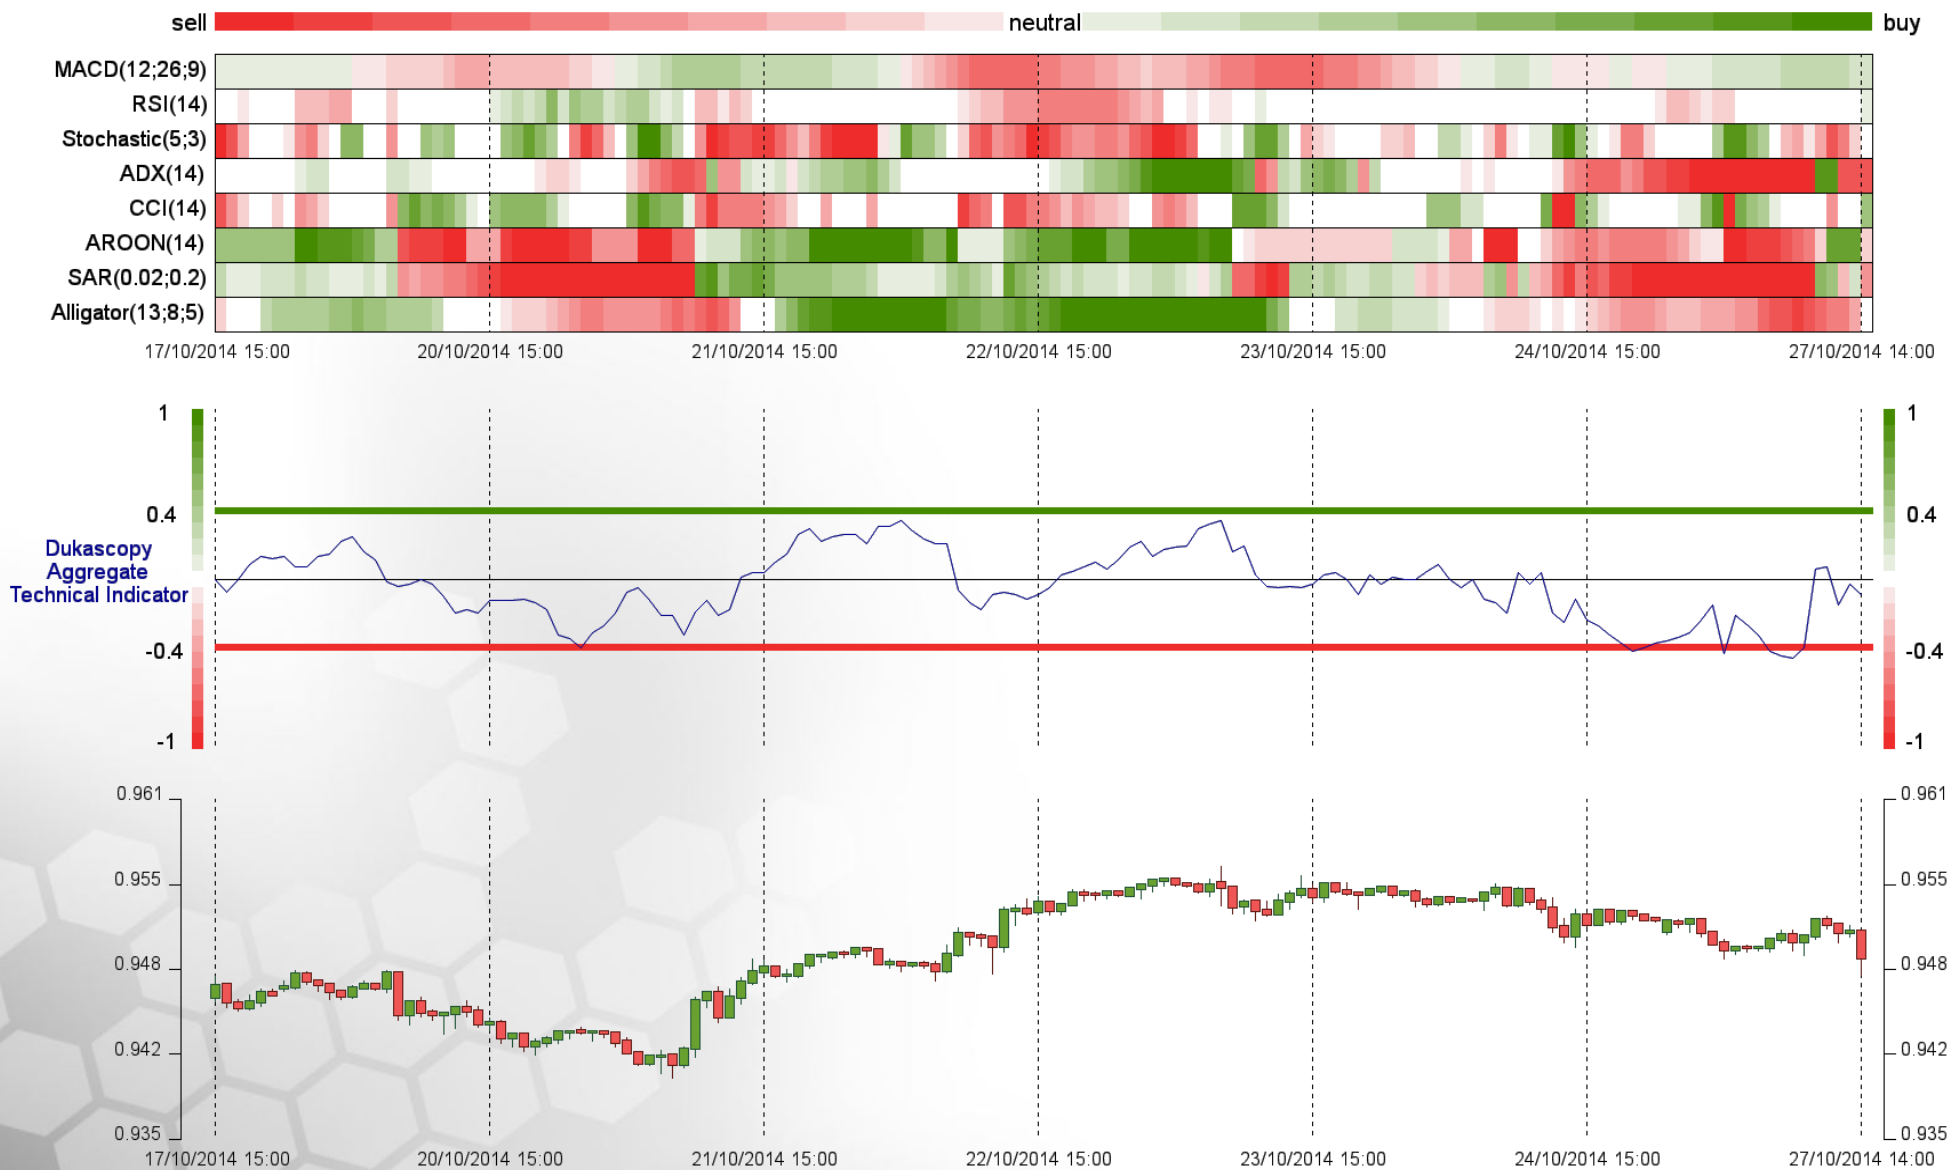 sell neutral buy
MACD(12;26;9)
RSI(14)
Stochastic(5;3)
ADX(14)
CCI(14)
AROON(14)
SAR(0.02;0.2)
Alligator(13;8;5)
17/10/2014 15:00 20/10/2014 15:00 21/10/2014 15:00 22/10/2014 15:00 23/10/2014 15:00 24/10/2014 15:00 27/10/2014 14:00
1 1
0.4 0.4
Dukascopy
Aggregate
Technical Indicator
-0.4 -0.4
-1 -1
0.961 0.961
0.955 0.955
0.948 0.948
0.942 0.942
0.935 0.935
17/10/2014 15:00 20/10/2014 15:00 21/10/2014 15:00 22/10/2014 15:00 23/10/2014 15:00 24/10/2014 15:00 27/10/2014 14:00